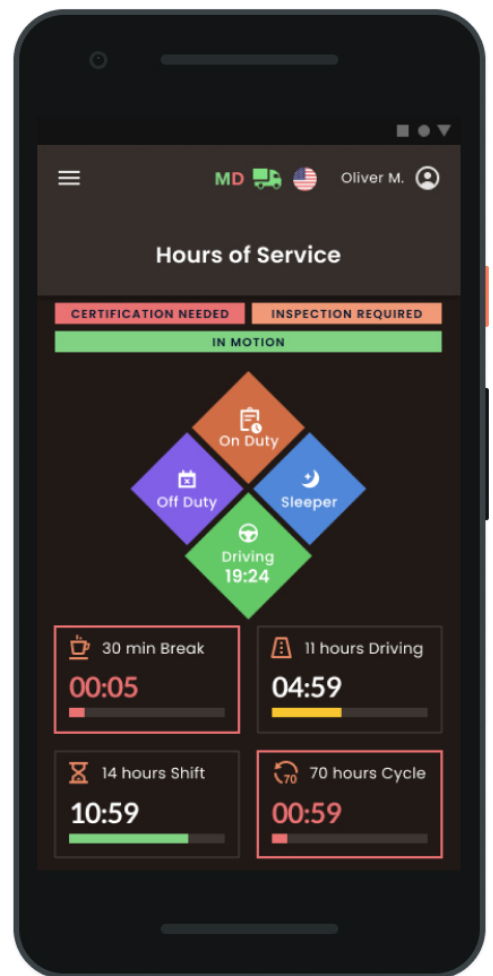 MD Oliver M.
Hours of Service
CERTIFICATION NEEDED INSPECTION REQUIRED
IN MOTION
On Duty
Off Duty Sleeper
Driving
19:24
30 min Break 11 hours Driving
00:05 04:59
14 hours Shift 70 70 hours Cycle
10:59 00:59